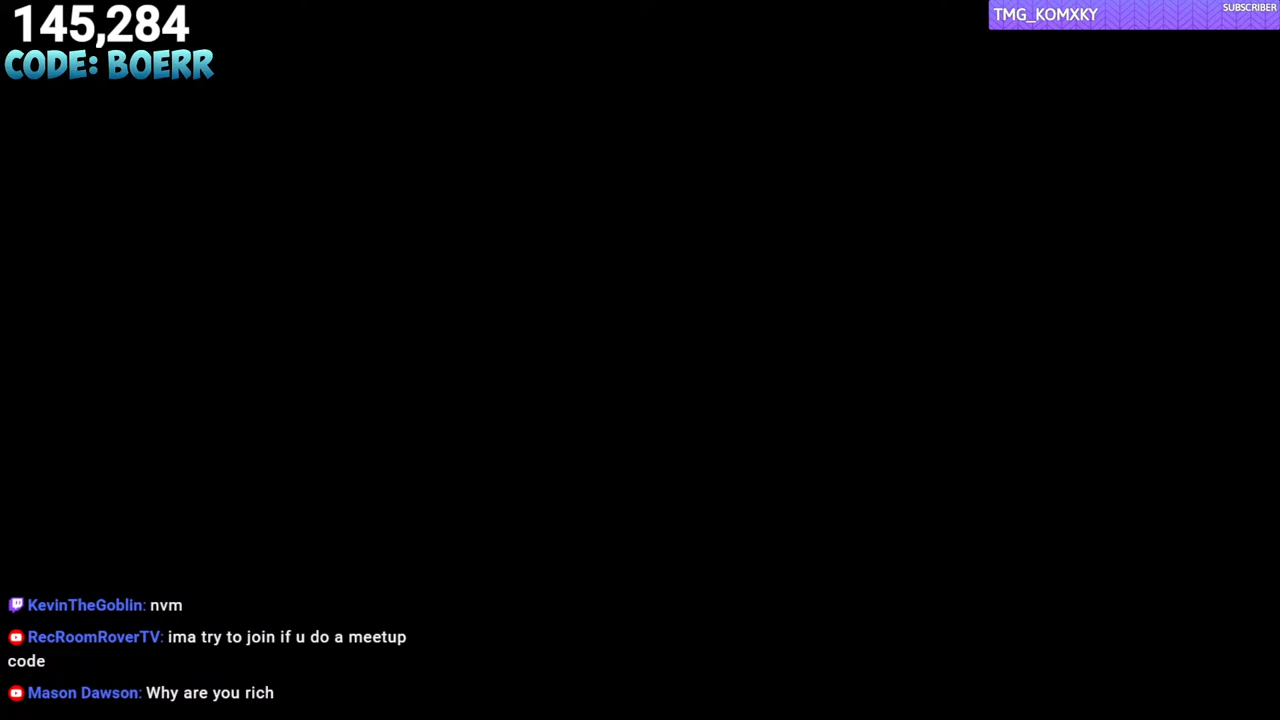 145,284
CODE: BOERR
TMG_KOMXKY
SUBSCRIBER
KevinTheGoblin: nvm
RecRoomRoverTV: ima try to join if u do a meetup
code
Mason Dawson: Why are you rich